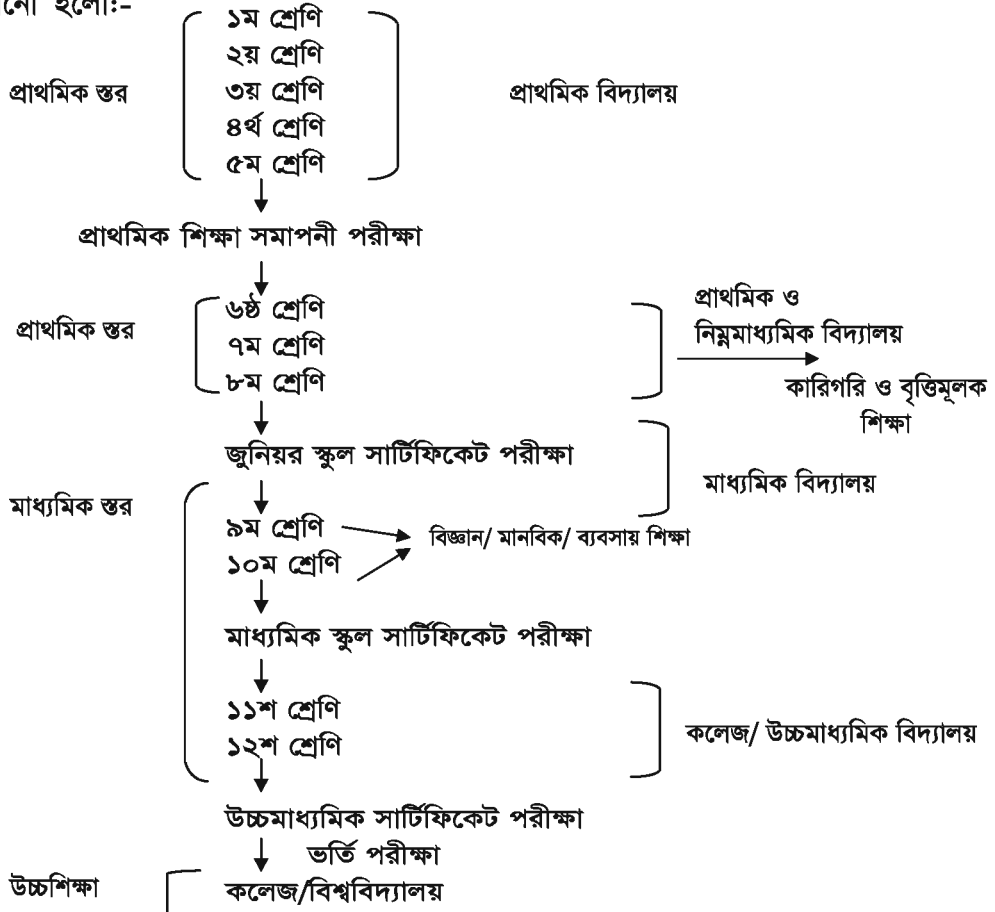 হলো:-
১ম শ্রেণি
২য় শ্রেণি
প্রাথমিক স্তর ৩য় শ্রেণি প্রাথমিক বিদ্যালয়
৪র্থ শ্রেণি
৫ম শ্রেণি
প্রাথমিক শিক্ষা সমাপনী পরীক্ষা
প্রাথমিক স্তর
৬ষ্ঠ শ্রেণি
৭ম শ্রেণি
৮ম শ্রেণি
প্রাথমিক ও
নিম্নমাধ্যমিক বিদ্যালয়
কারিগরি ও বৃত্তিমূলক
শিক্ষা
জুনিয়র স্কুল সার্টিফিকেট পরীক্ষা
মাধ্যমিক বিদ্যালয়
মাধ্যমিক স্তর
৯ম শ্রেণি
১০ম শ্রেণি
বিজ্ঞান/ মানবিক/ ব্যবসায় শিক্ষা
মাধ্যমিক স্কুল সার্টিফিকেট পরীক্ষা
১১শ শ্রেণি
১২শ শ্রেণি
কলেজ/ উচ্চমাধ্যমিক বিদ্যালয়
উচ্চমাধ্যমিক সার্টিফিকেট পরীক্ষা
ভর্তি পরীক্ষা
উচ্চশিক্ষা কলেজ/বিশ্ববিদ্যালয়